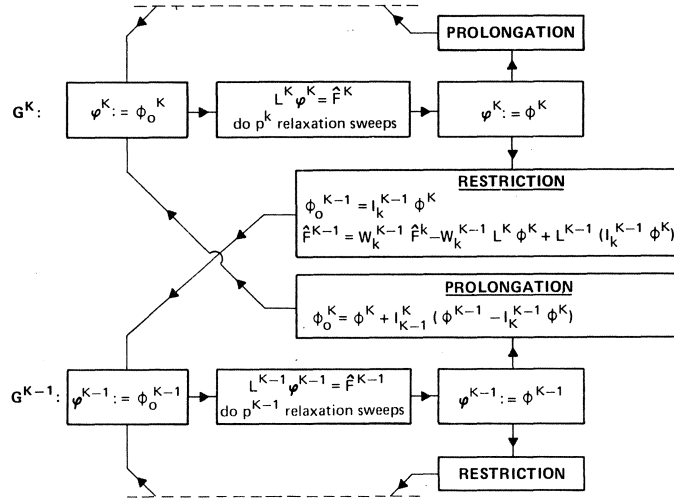 PROLONGATION
G^K: φ^K := ϕ_o^K
L^K φ^K = F̂^K
do p^k relaxation sweeps
φ^K := ϕ^K
RESTRICTION
ϕ_o^{K-1} = I_k^{K-1} ϕ^K
F̂^{K-1} = W_k^{K-1} F̂^k - W_k^{K-1} L^K ϕ^K + L^{K-1} (I_k^{K-1} ϕ^K)
PROLONGATION
ϕ_o^K = ϕ^K + I_{K-1}^K (ϕ^{K-1} - I_K^{K-1} ϕ^K)
G^{K-1}: φ^{K-1} := ϕ_o^{K-1}
L^{K-1} φ^{K-1} = F̂^{K-1}
do p^{K-1} relaxation sweeps
φ^{K-1} := ϕ^{K-1}
RESTRICTION